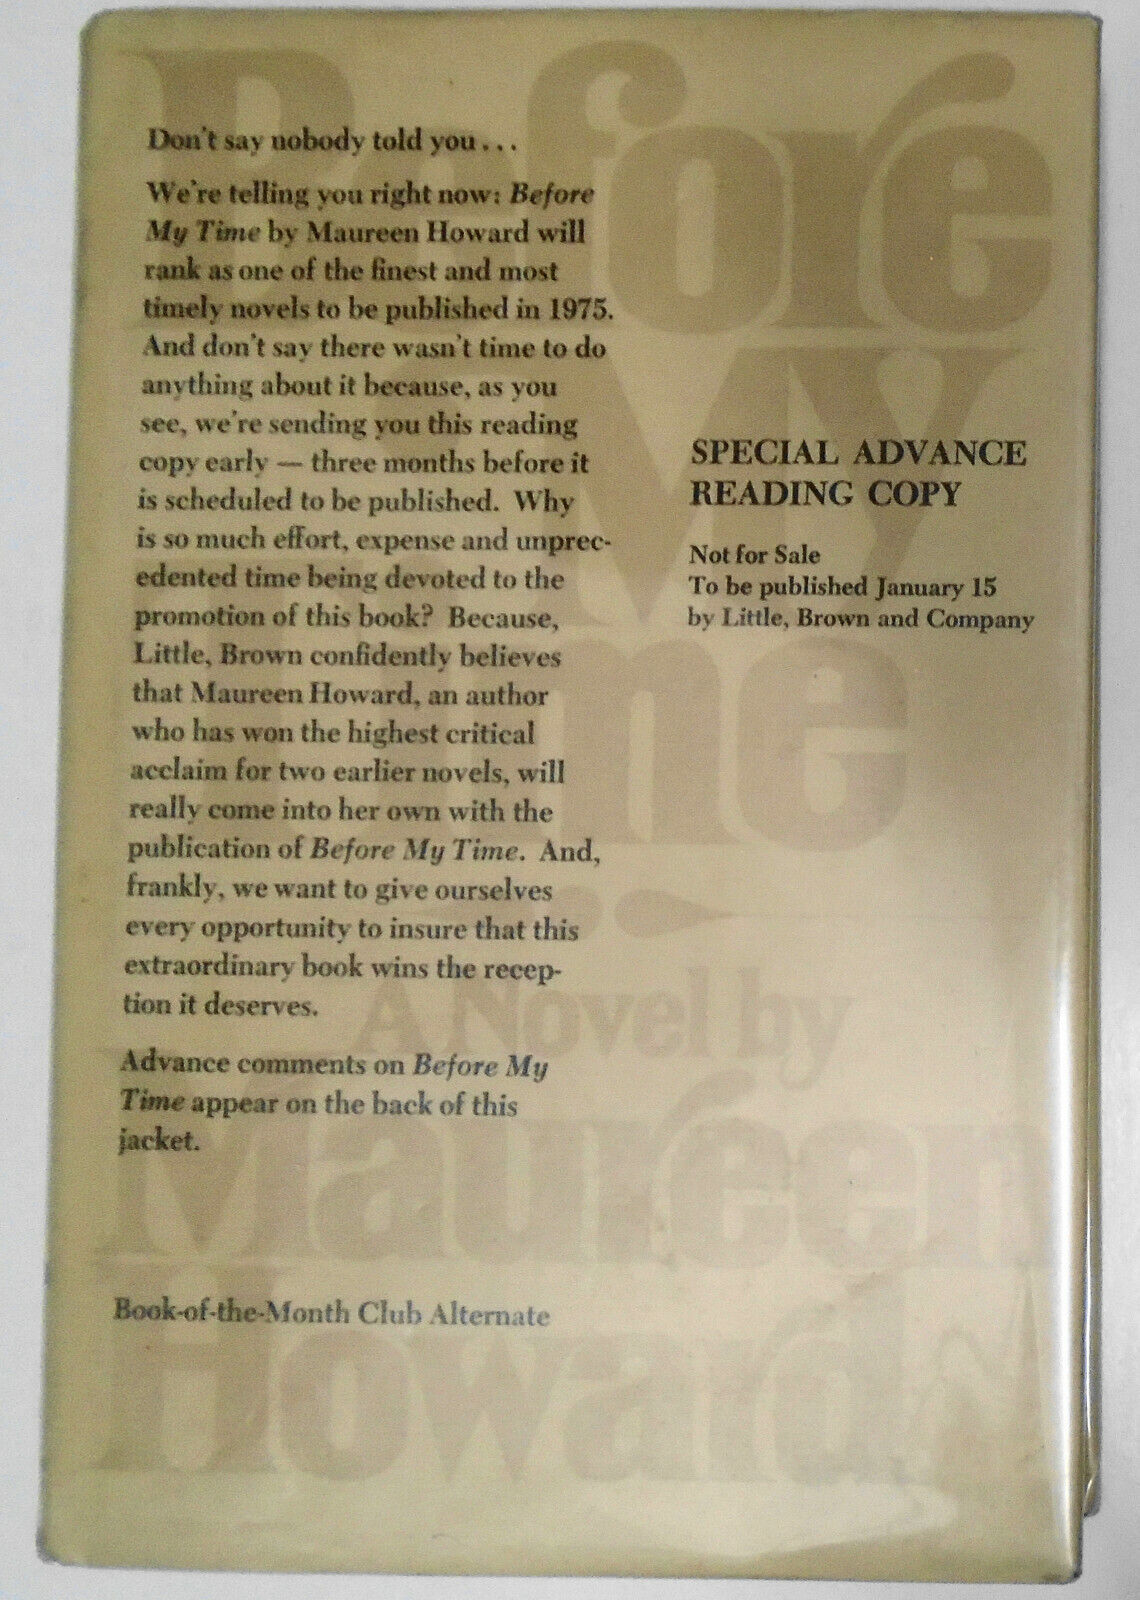 Don't say nobody told you . . .
We're telling you right now: Before
My Time by Maureen Howard will
rank as one of the finest and most
timely novels to be published in 1975.
And don't say there wasn't time to do
anything about it because, as you
see, we're sending you this reading
copy early — three months before it
is scheduled to be published. Why
is so much effort, expense and unprec-
edented time being devoted to the
promotion of this book? Because,
Little, Brown confidently believes
that Maureen Howard, an author
who has won the highest critical
acclaim for two earlier novels, will
really come into her own with the
publication of Before My Time. And,
frankly, we want to give ourselves
every opportunity to insure that this
extraordinary book wins the recep-
tion it deserves.
Advance comments on Before My
Time appear on the back of this
jacket.
Book-of-the-Month Club Alternate
SPECIAL ADVANCE
READING COPY
Not for Sale
To be published January 15
by Little, Brown and Company
Before
My
Time
A Novel by
Maureen
Howard